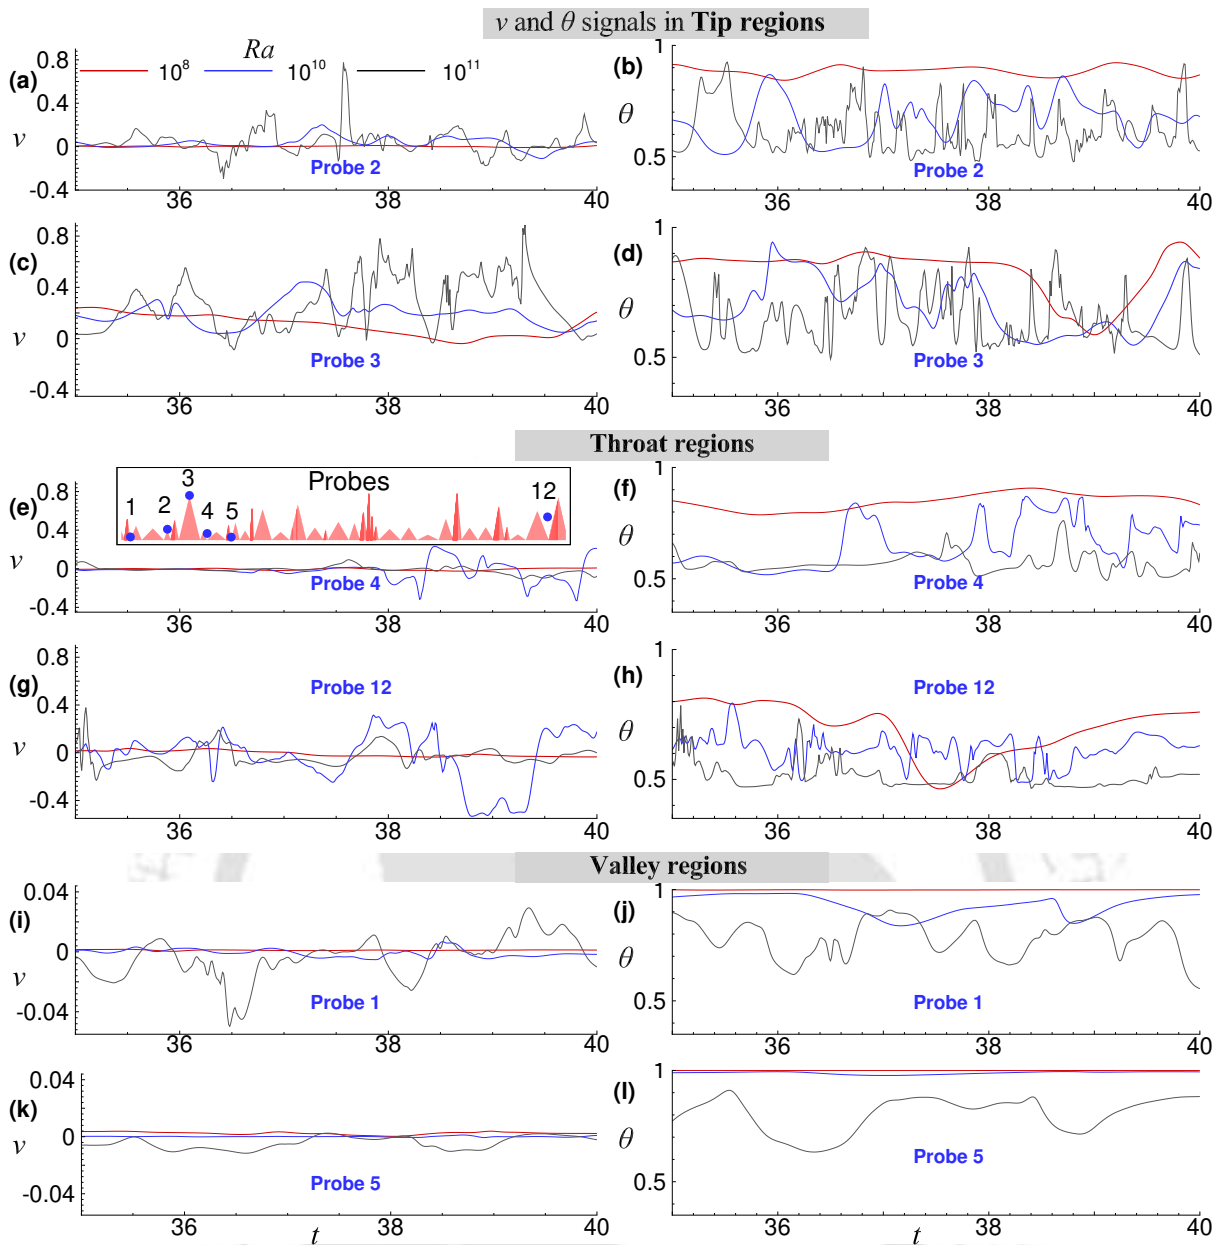 v and θ signals in Tip regions
(a)
Ra
10⁸ 10¹⁰ 10¹¹
0.8
0.4
0
-0.4
v
Probe 2
36 38 40
(b)
1
θ
0.5
Probe 2
36 38 40
(c)
0.8
0.4
0
-0.4
v
Probe 3
36 38 40
(d)
1
θ
0.5
Probe 3
36 38 40
Throat regions
(e)
0.8
0.4
0
-0.4
v
Probes
1 2 3 4 5 12
Probe 4
36 38 40
(f)
1
θ
0.5
Probe 4
36 38 40
(g)
0.8
0.4
0
-0.4
v
Probe 12
36 38 40
(h)
1
θ
0.5
Probe 12
36 38 40
Valley regions
(i)
0.04
0
-0.04
v
Probe 1
36 38 40
(j)
1
θ
0.5
Probe 1
36 38 40
(k)
0.04
0
-0.04
v
Probe 5
36 38 40
t
(l)
1
θ
0.5
Probe 5
36 38 40
t